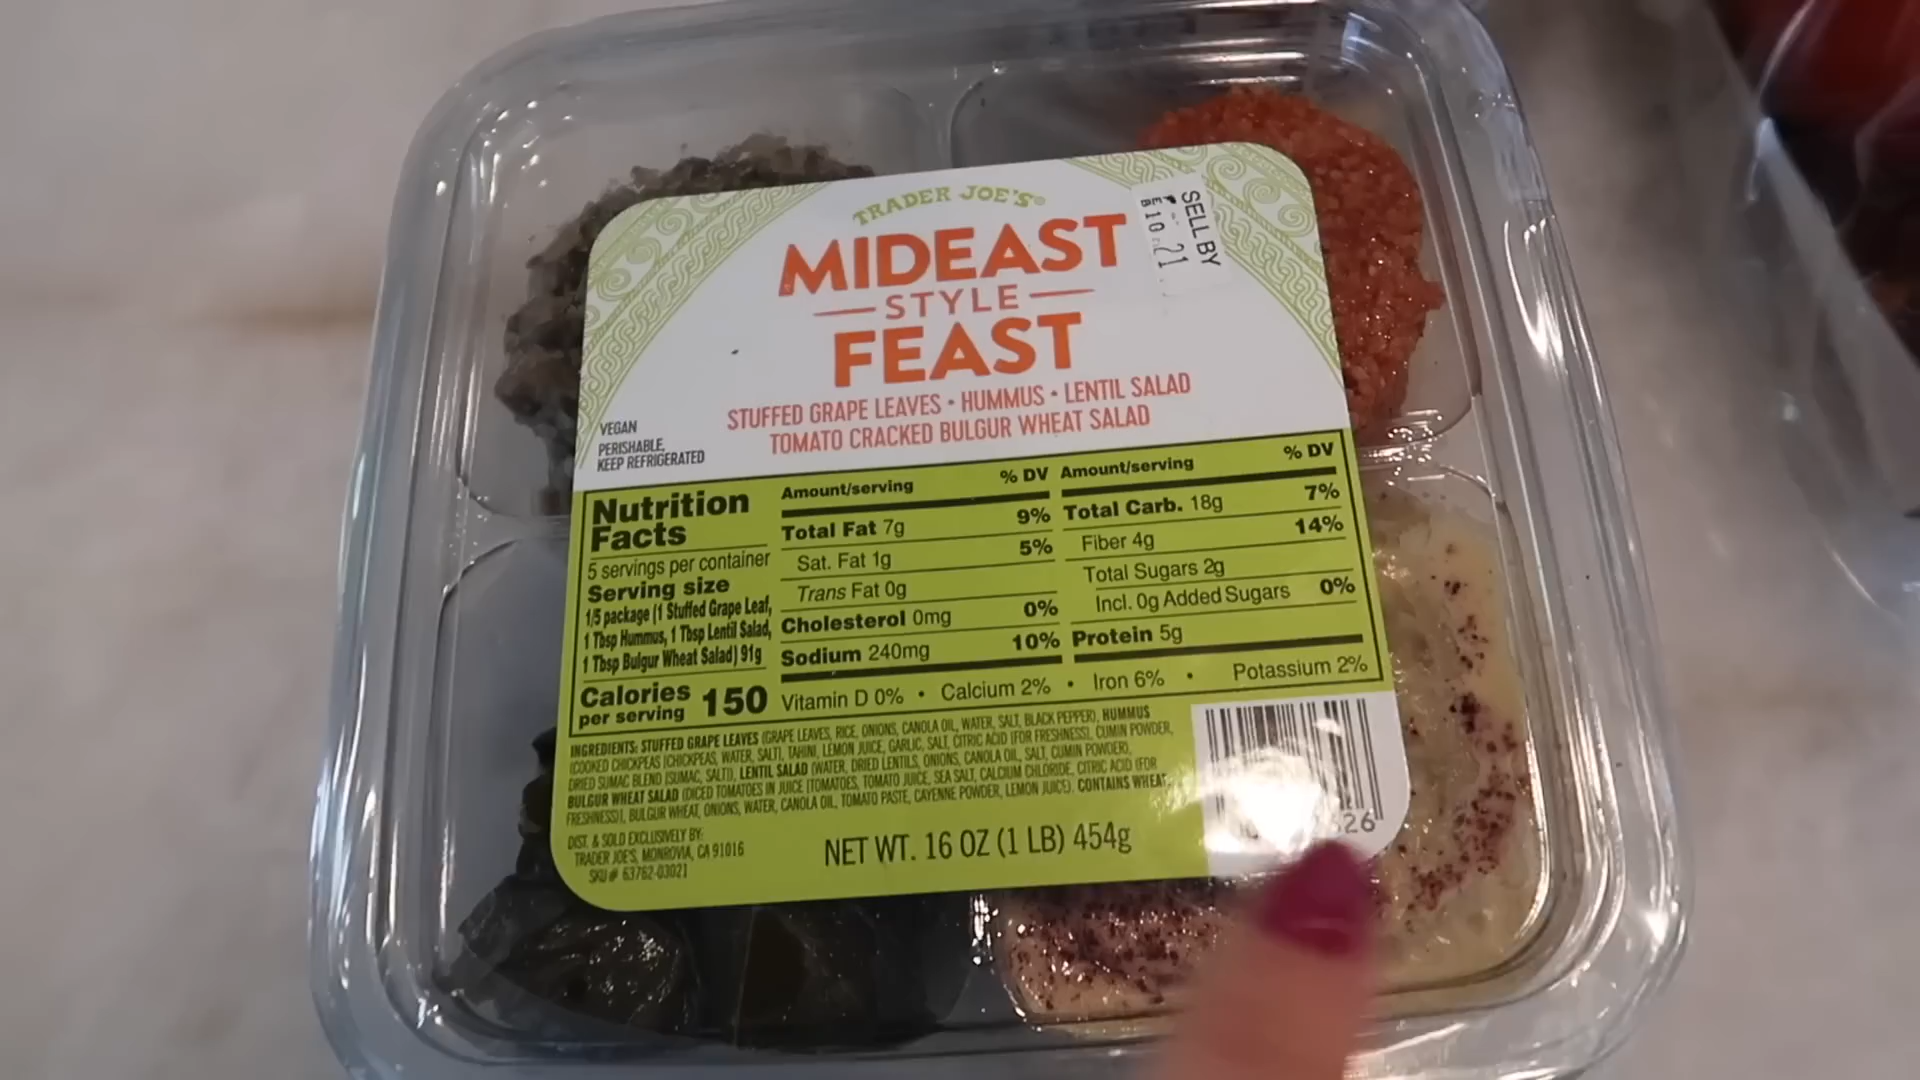 TRADER JOE'S®
MIDEAST
STYLE
FEAST
STUFFED GRAPE LEAVES • HUMMUS • LENTIL SALAD
TOMATO CRACKED BULGUR WHEAT SALAD
SELL BY
21
VEGAN
PERISHABLE,
KEEP REFRIGERATED
Nutrition
Facts
5 servings per container
Serving size
1/5 package (1 Stuffed Grape Leaf,
1 Tbsp Hummus, 1 Tbsp Lentil Salad,
1 Tbsp Bulgur Wheat Salad) 91g
Calories
per serving 150
Amount/serving % DV
Total Fat 7g 9%
Sat. Fat 1g 5%
Trans Fat 0g
Cholesterol 0mg 0%
Sodium 240mg 10%
Amount/serving % DV
Total Carb. 18g 7%
Fiber 4g 14%
Total Sugars 2g
Incl. 0g Added Sugars 0%
Protein 5g
Vitamin D 0% • Calcium 2% • Iron 6% • Potassium 2%
INGREDIENTS: STUFFED GRAPE LEAVES (GRAPE LEAVES, RICE, ONIONS, CANOLA OIL, WATER, SALT, BLACK PEPPER), HUMMUS
(COOKED CHICKPEAS [CHICKPEAS, WATER, SALT], TAHINI, LEMON JUICE, GARLIC, SALT, CITRIC ACID [FOR FRESHNESS], CUMIN POWDER,
DRIED SUMAC BLEND [SUMAC, SALT]), LENTIL SALAD (WATER, DRIED LENTILS, ONIONS, CANOLA OIL, SALT, CUMIN POWDER),
BULGUR WHEAT SALAD (DICED TOMATOES IN JUICE [TOMATOES, TOMATO JUICE, SEA SALT, CALCIUM CHLORIDE, CITRIC ACID (FOR
FRESHNESS)], BULGUR WHEAT, ONIONS, WATER, CANOLA OIL, TOMATO PASTE, CAYENNE POWDER, LEMON JUICE). CONTAINS WHEAT,
DIST. & SOLD EXCLUSIVELY BY:
TRADER JOE'S, MONROVIA, CA 91016
SKU# 63762-03021
NET WT. 16 OZ (1 LB) 454g